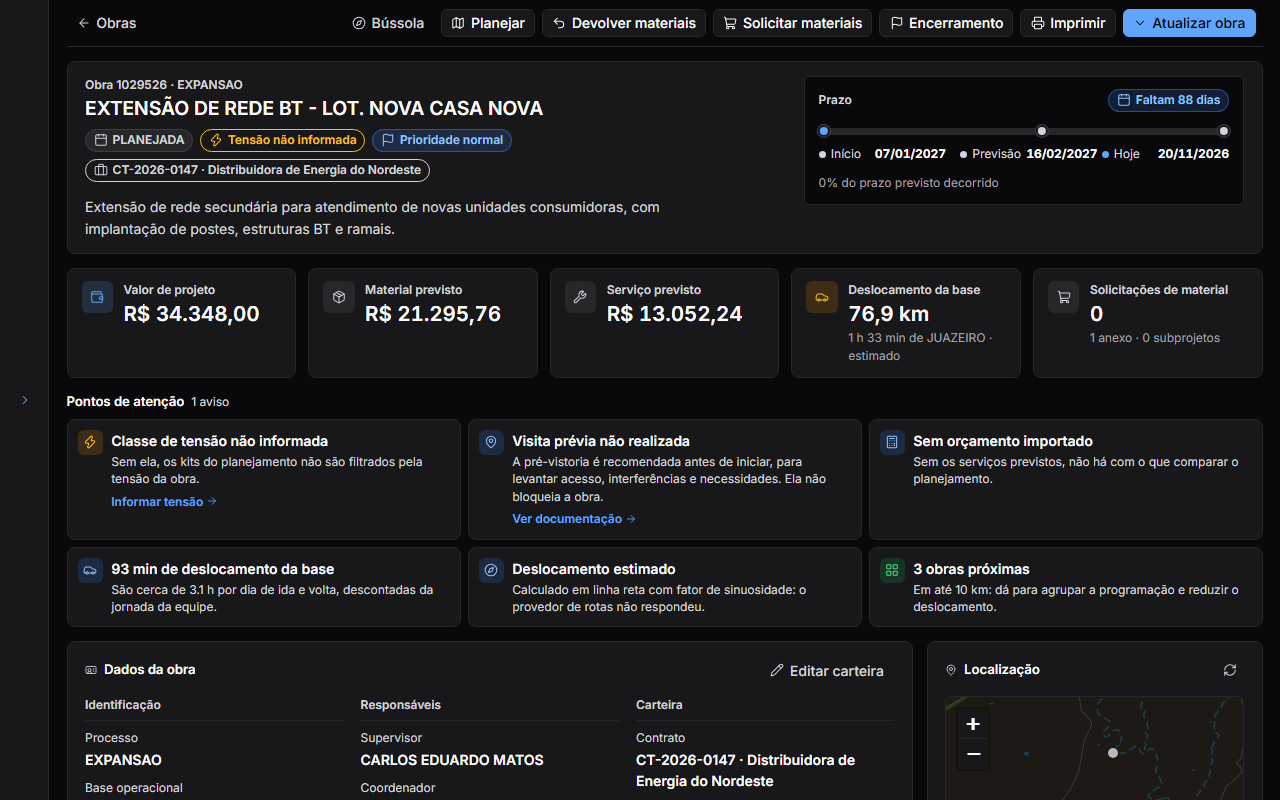 Obras
Bússola
Planejar
Devolver materiais
Solicitar materiais
Encerramento
Imprimir
Atualizar obra
Obra 1029526 · EXPANSAO
EXTENSÃO DE REDE BT - LOT. NOVA CASA NOVA
PLANEJADA
Tensão não informada
Prioridade normal
CT-2026-0147 · Distribuidora de Energia do Nordeste
Extensão de rede secundária para atendimento de novas unidades consumidoras, com
implantação de postes, estruturas BT e ramais.
Prazo
Faltam 88 dias
Início 07/01/2027
Previsão 16/02/2027
Hoje 20/11/2026
0% do prazo previsto decorrido
Valor de projeto
R$ 34.348,00
Material previsto
R$ 21.295,76
Serviço previsto
R$ 13.052,24
Deslocamento da base
76,9 km
1 h 33 min de JUAZEIRO ·
estimado
Solicitações de material
0
1 anexo · 0 subprojetos
Pontos de atenção 1 aviso
Classe de tensão não informada
Sem ela, os kits do planejamento não são filtrados pela
tensão da obra.
Informar tensão
Visita prévia não realizada
A pré-vistoria é recomendada antes de iniciar, para
levantar acesso, interferências e necessidades. Ela não
bloqueia a obra.
Ver documentação
Sem orçamento importado
Sem os serviços previstos, não há com o que comparar o
planejamento.
93 min de deslocamento da base
São cerca de 3.1 h por dia de ida e volta, descontadas da
jornada da equipe.
Deslocamento estimado
Calculado em linha reta com fator de sinuosidade: o
provedor de rotas não respondeu.
3 obras próximas
Em até 10 km: dá para agrupar a programação e reduzir o
deslocamento.
Dados da obra
Editar carteira
Identificação
Processo
EXPANSAO
Base operacional
Responsáveis
Supervisor
CARLOS EDUARDO MATOS
Coordenador
Carteira
Contrato
CT-2026-0147 · Distribuidora de
Energia do Nordeste
Localização
+
−